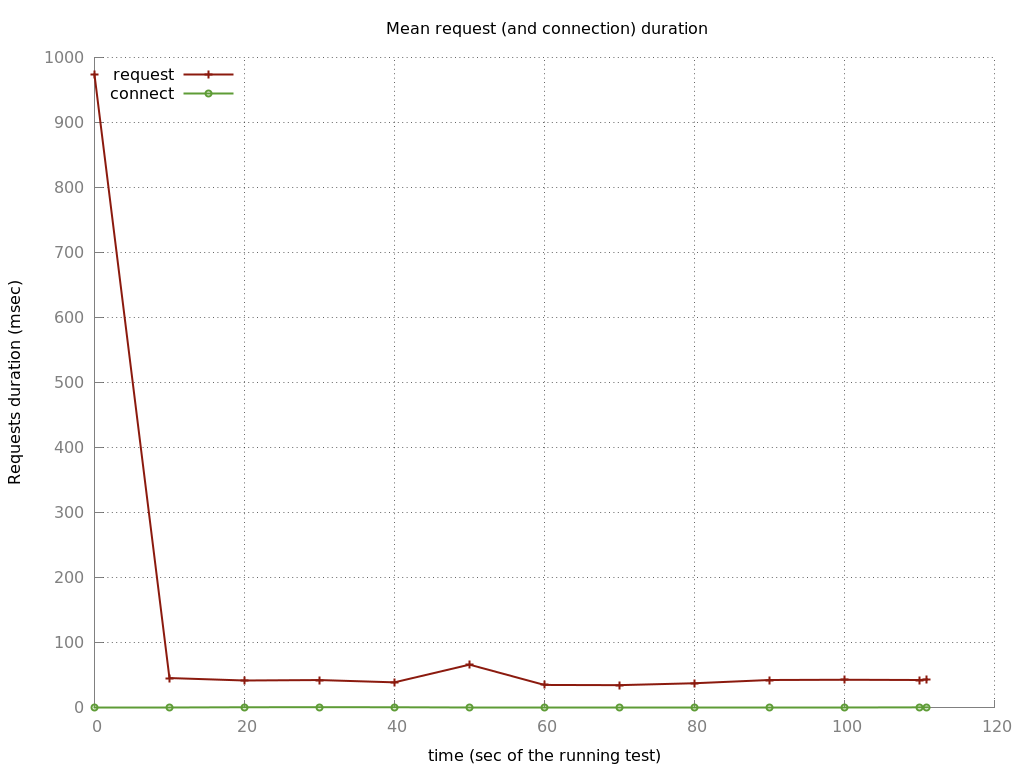 Mean request (and connection) duration
1000
900
800
700
600
500
400
300
200
100
0
request
connect
Requests duration (msec)
0 20 40 60 80 100 120
time (sec of the running test)